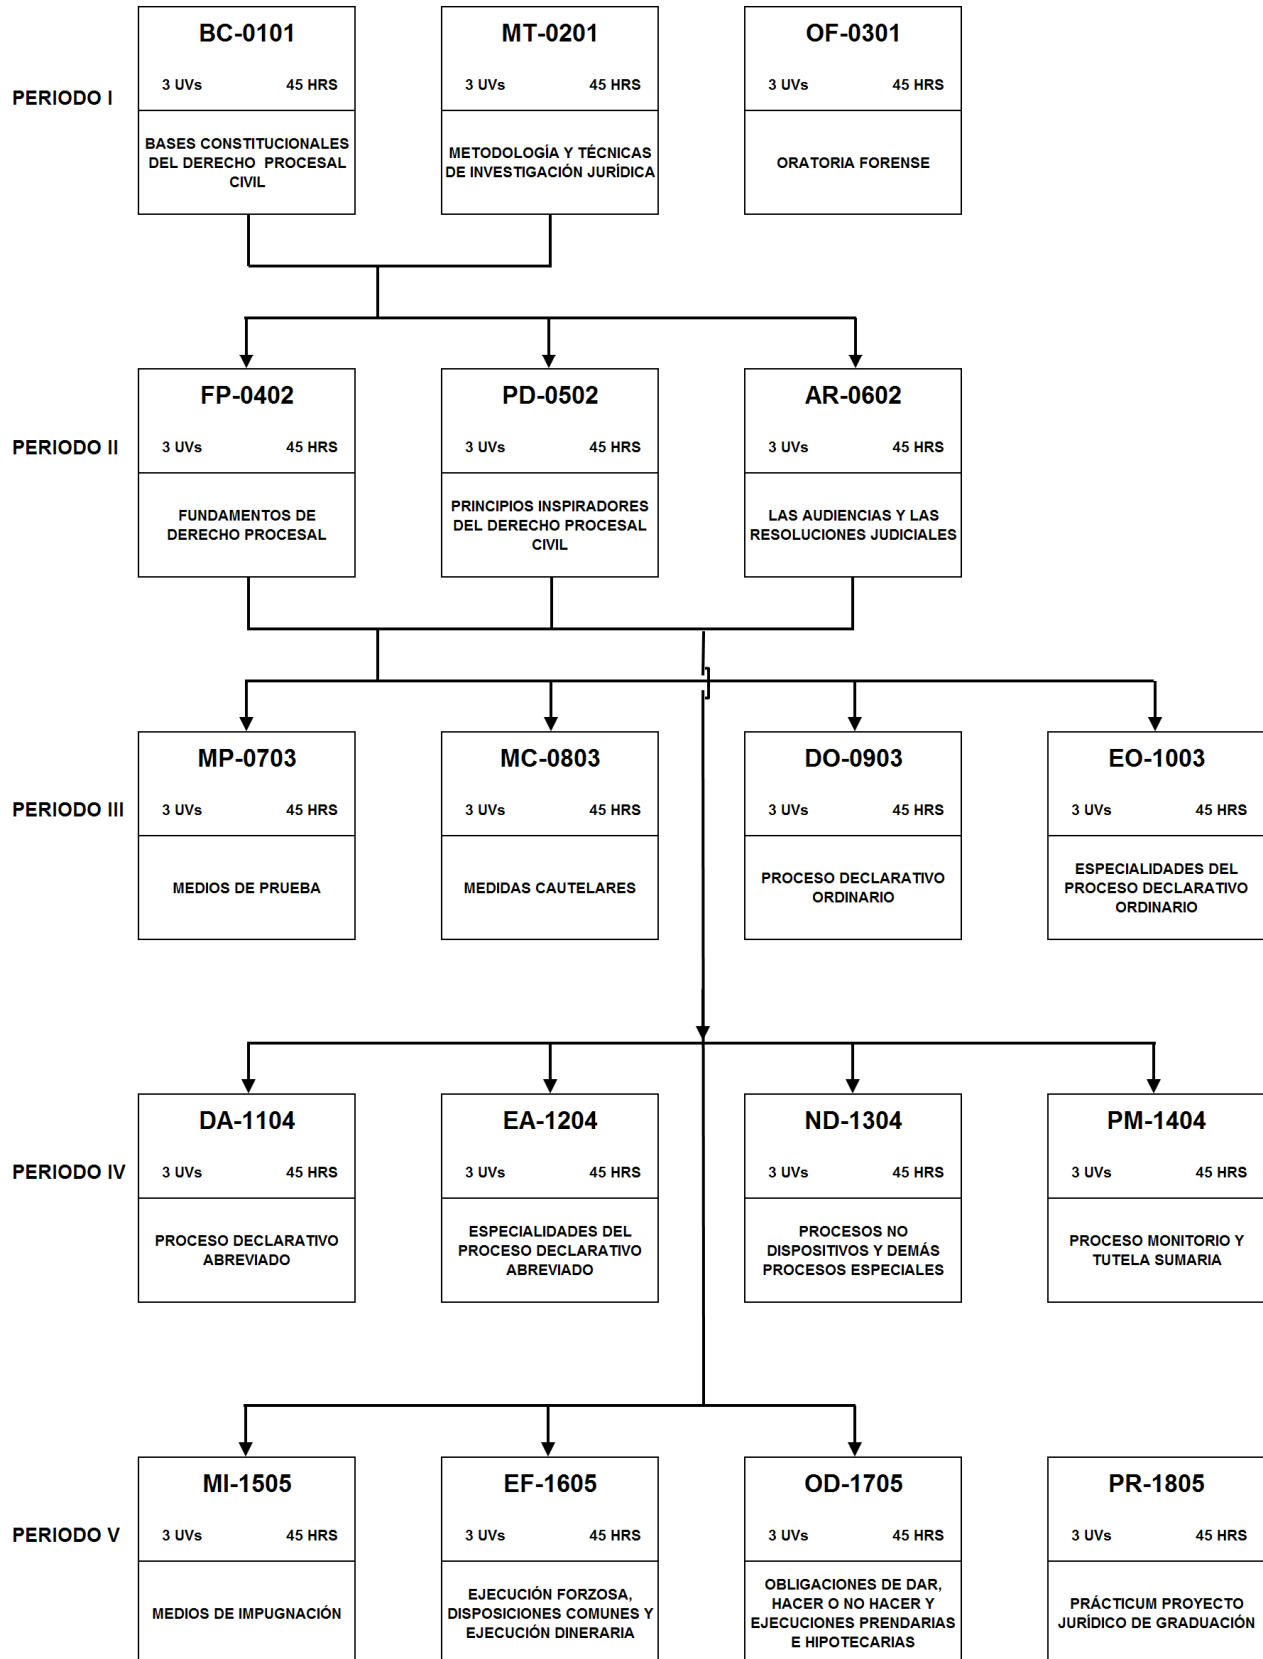 BC-0101
MT-0201
OF-0301
3 UVs 45 HRS
3 UVs 45 HRS
3 UVs 45 HRS
PERIODO I
BASES CONSTITUCIONALES
DEL DERECHO PROCESAL
CIVIL
METODOLOGÍA Y TÉCNICAS
DE INVESTIGACIÓN JURÍDICA
ORATORIA FORENSE
FP-0402
PD-0502
AR-0602
PERIODO II
3 UVs 45 HRS
3 UVs 45 HRS
3 UVs 45 HRS
FUNDAMENTOS DE
DERECHO PROCESAL
PRINCIPIOS INSPIRADORES
DEL DERECHO PROCESAL
CIVIL
LAS AUDIENCIAS Y LAS
RESOLUCIONES JUDICIALES
MP-0703
MC-0803
DO-0903
EO-1003
PERIODO III
3 UVs 45 HRS
3 UVs 45 HRS
3 UVs 45 HRS
3 UVs 45 HRS
MEDIOS DE PRUEBA
MEDIDAS CAUTELARES
PROCESO DECLARATIVO
ORDINARIO
ESPECIALIDADES DEL
PROCESO DECLARATIVO
ORDINARIO
DA-1104
EA-1204
ND-1304
PM-1404
PERIODO IV
3 UVs 45 HRS
3 UVs 45 HRS
3 UVs 45 HRS
3 UVs 45 HRS
PROCESO DECLARATIVO
ABREVIADO
ESPECIALIDADES DEL
PROCESO DECLARATIVO
ABREVIADO
PROCESOS NO
DISPOSITIVOS Y DEMÁS
PROCESOS ESPECIALES
PROCESO MONITORIO Y
TUTELA SUMARIA
MI-1505
EF-1605
OD-1705
PR-1805
PERIODO V
3 UVs 45 HRS
3 UVs 45 HRS
3 UVs 45 HRS
3 UVs 45 HRS
MEDIOS DE IMPUGNACIÓN
EJECUCIÓN FORZOSA,
DISPOSICIONES COMUNES Y
EJECUCIÓN DINERARIA
OBLIGACIONES DE DAR,
HACER O NO HACER Y
EJECUCIONES PRENDARIAS
E HIPOTECARIAS
PRÁCTICUM PROYECTO
JURÍDICO DE GRADUACIÓN